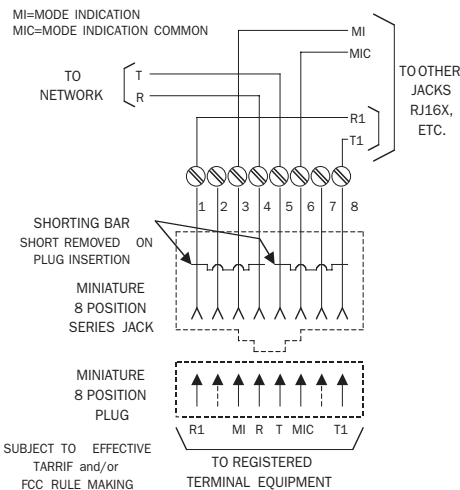 MI=MODE INDICATION
MIC=MODE INDICATION COMMON
MI
MIC
TO
NETWORK
T
R
TO OTHER
JACKS
RJ16X,
ETC.
R1
T1
1 2 3 4 5 6 7 8
SHORTING BAR
SHORT REMOVED ON
PLUG INSERTION
MINIATURE
8 POSITION
SERIES JACK
MINIATURE
8 POSITION
PLUG
R1 MI R T MIC T1
SUBJECT TO EFFECTIVE
TARRIF and/or
FCC RULE MAKING
TO REGISTERED
TERMINAL EQUIPMENT